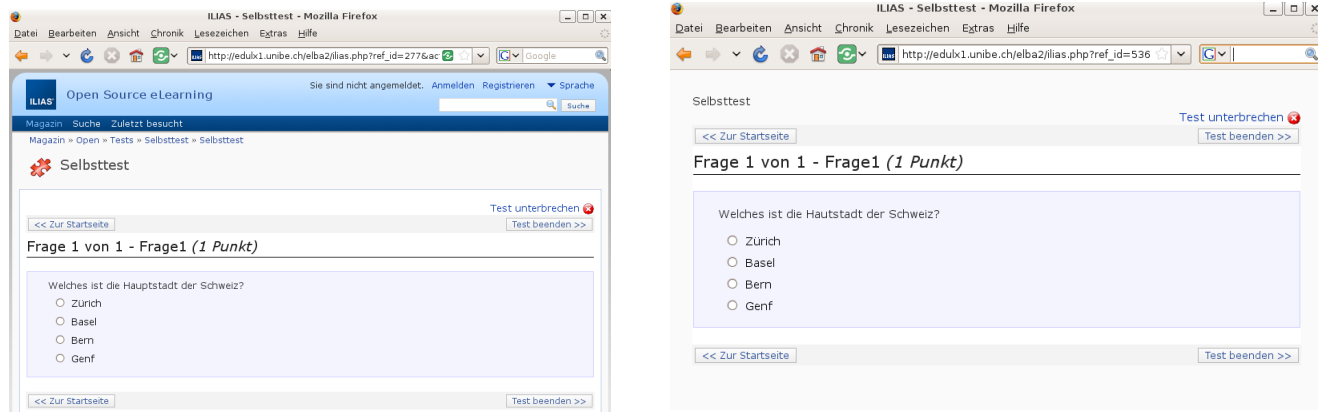 ILIAS - Selbsttest - Mozilla Firefox
Datei Bearbeiten Ansicht Chronik Lesezeichen Extras Hilfe
http://edulx1.unibe.ch/elba2/ilias.php?ref_id=277&ac
Google
ILIAS
Open Source eLearning
Sie sind nicht angemeldet. Anmelden Registrieren Sprache
Suche
Magazin Suche Zuletzt besucht
Magazin » Open » Tests » Selbsttest » Selbsttest
Selbsttest
Test unterbrechen
<< Zur Startseite Test beenden >>
Frage 1 von 1 - Frage1 (1 Punkt)
Welches ist die Hauptstadt der Schweiz?
Zürich
Basel
Bern
Genf
<< Zur Startseite Test beenden >>
ILIAS - Selbsttest - Mozilla Firefox
Datei Bearbeiten Ansicht Chronik Lesezeichen Extras Hilfe
http://edulx1.unibe.ch/elba2/ilias.php?ref_id=536
Selbsttest
Test unterbrechen
<< Zur Startseite Test beenden >>
Frage 1 von 1 - Frage1 (1 Punkt)
Welches ist die Hautstadt der Schweiz?
Zürich
Basel
Bern
Genf
<< Zur Startseite Test beenden >>